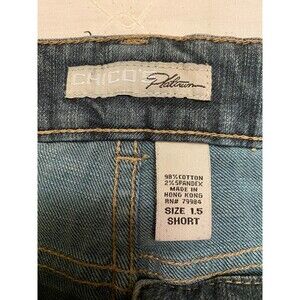 CHICO'S Platinum
98% COTTON
2% SPANDEX
MADE IN
HONG KONG
RN# 79984
SIZE 1.5
SHORT